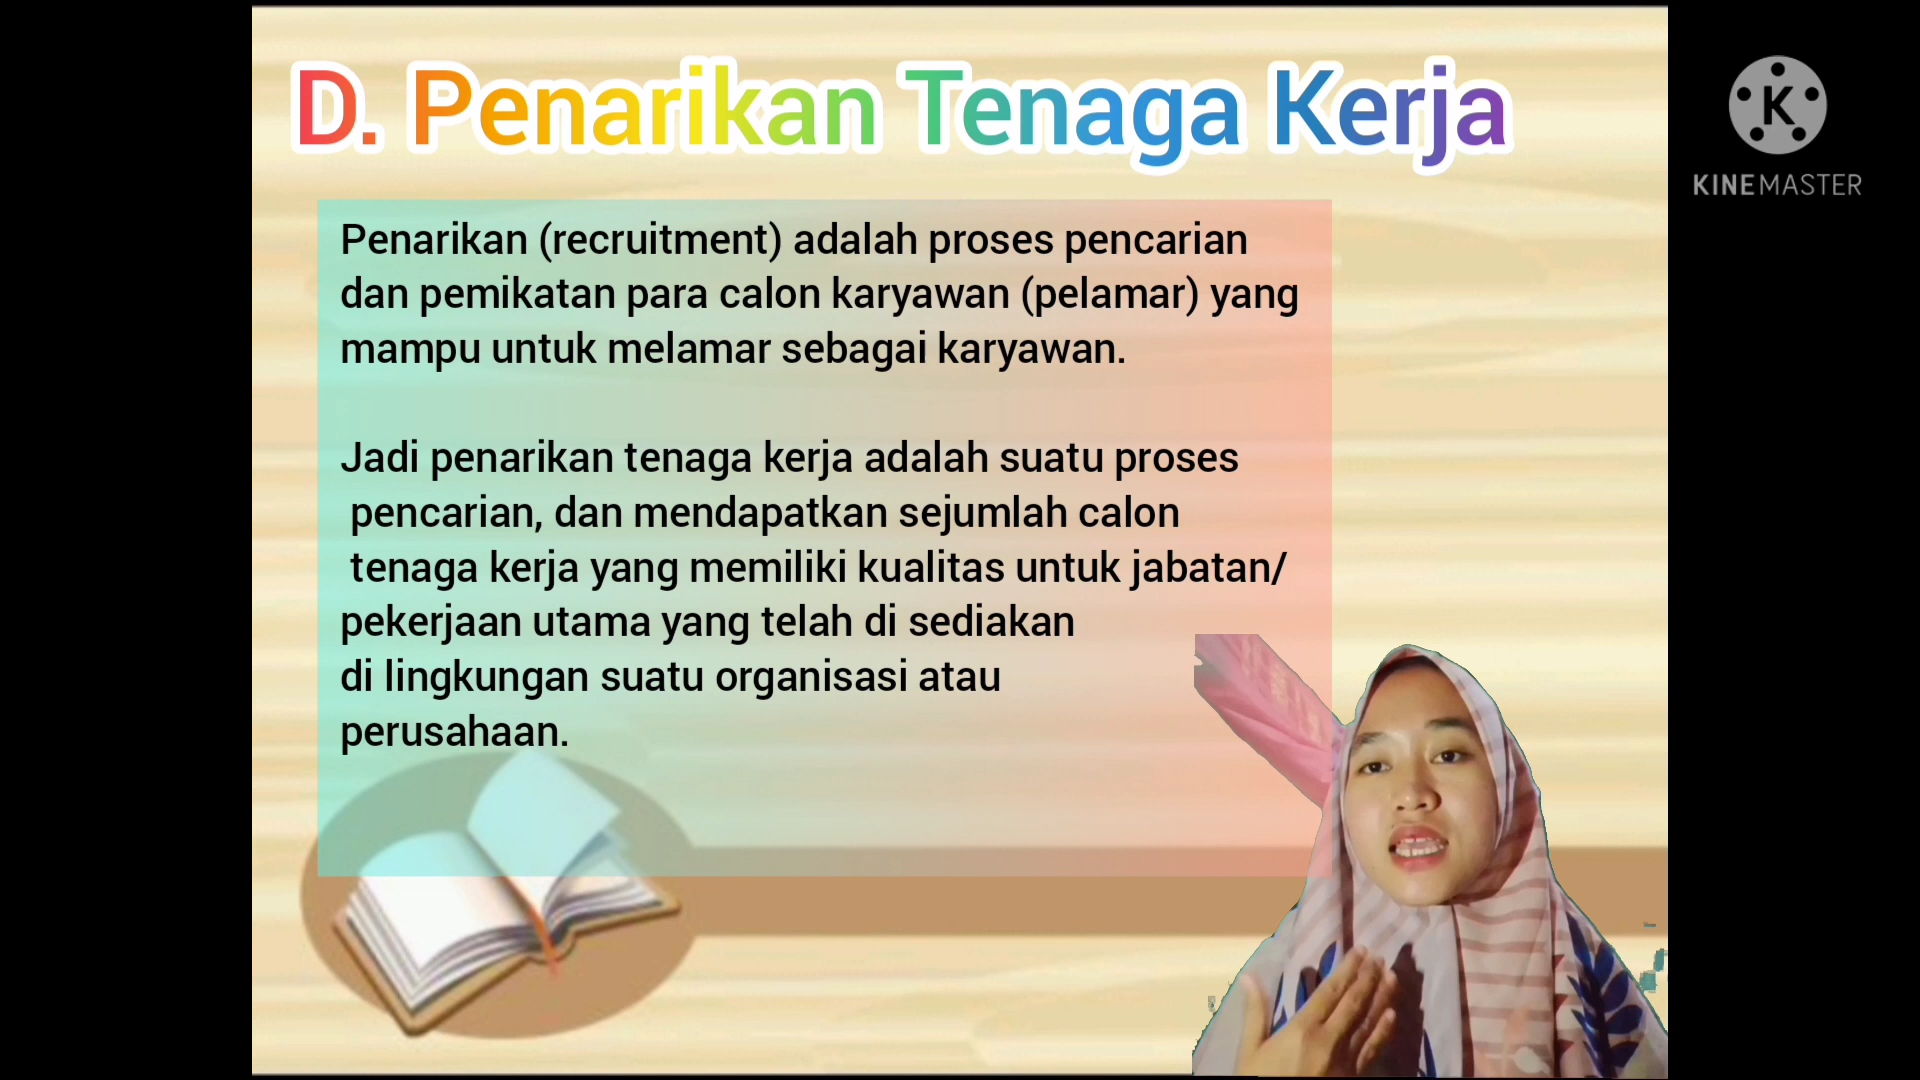 D. Penarikan Tenaga Kerja
K
KINEMASTER
Penarikan (recruitment) adalah proses pencarian
dan pemikatan para calon karyawan (pelamar) yang
mampu untuk melamar sebagai karyawan.
Jadi penarikan tenaga kerja adalah suatu proses
pencarian, dan mendapatkan sejumlah calon
tenaga kerja yang memiliki kualitas untuk jabatan/
pekerjaan utama yang telah di sediakan
di lingkungan suatu organisasi atau
perusahaan.